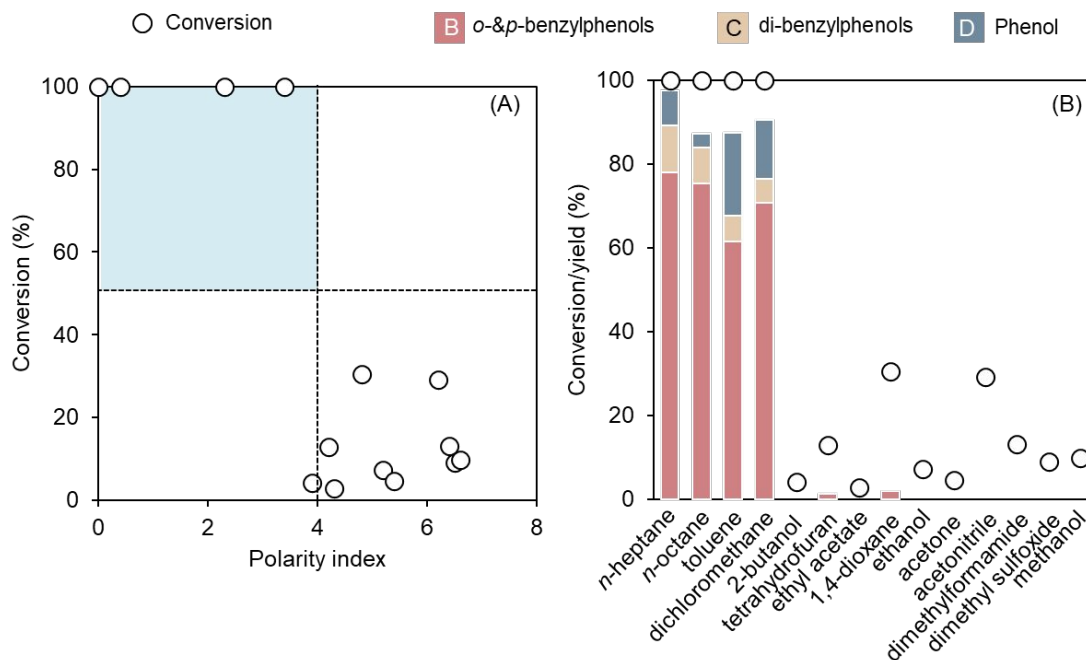 Conversion
B o-&p-benzylphenols
C di-benzylphenols
D Phenol
(A)
100
80
60
40
20
0
Conversion (%)
0 2 4 6 8
Polarity index
(B)
100
80
60
40
20
0
Conversion/yield (%)
n-heptane
n-octane
toluene
dichloromethane
2-butanol
tetrahydrofuran
ethyl acetate
1,4-dioxane
ethanol
acetone
acetonitrile
dimethylformamide
dimethyl sulfoxide
methanol